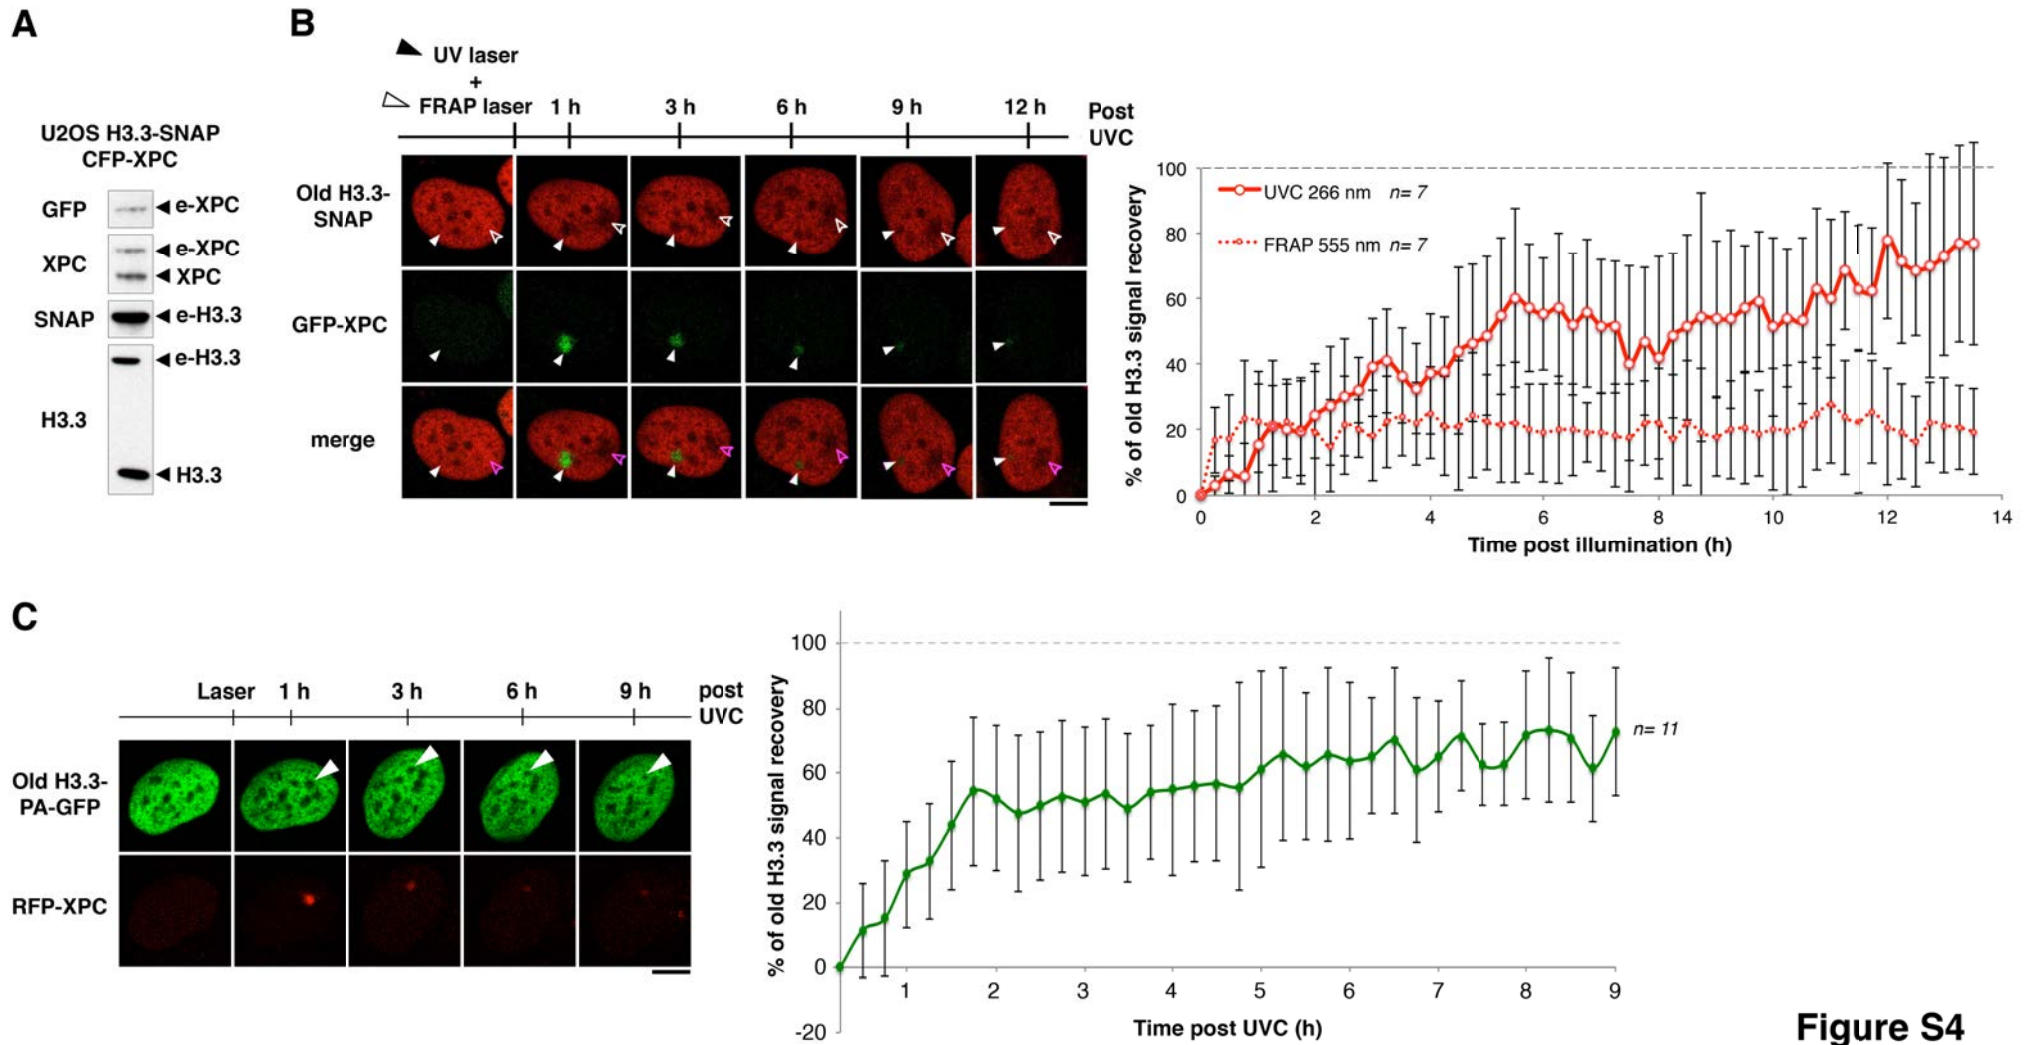 A
U2OS H3.3-SNAP
CFP-XPC
GFP
e-XPC
XPC
e-XPC
XPC
SNAP
e-H3.3
e-H3.3
H3.3
H3.3
B
UV laser
+
FRAP laser
1 h
3 h
6 h
9 h
12 h
Post
UVC
Old H3.3-
SNAP
GFP-XPC
merge
% of old H3.3 signal recovery
100
80
60
40
20
0
UVC 266 nm n= 7
FRAP 555 nm n= 7
0 2 4 6 8 10 12 14
Time post illumination (h)
C
Laser 1 h 3 h 6 h 9 h post
UVC
Old H3.3-
PA-GFP
RFP-XPC
% of old H3.3 signal recovery
100
80
60
40
20
0
-20
n= 11
1 2 3 4 5 6 7 8 9
Time post UVC (h)
Figure S4